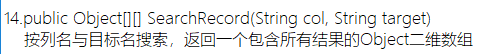 14.public Object[][] SearchRecord(String col, String target)
按列名与目标名搜索，返回一个包含所有结果的Object二维数组